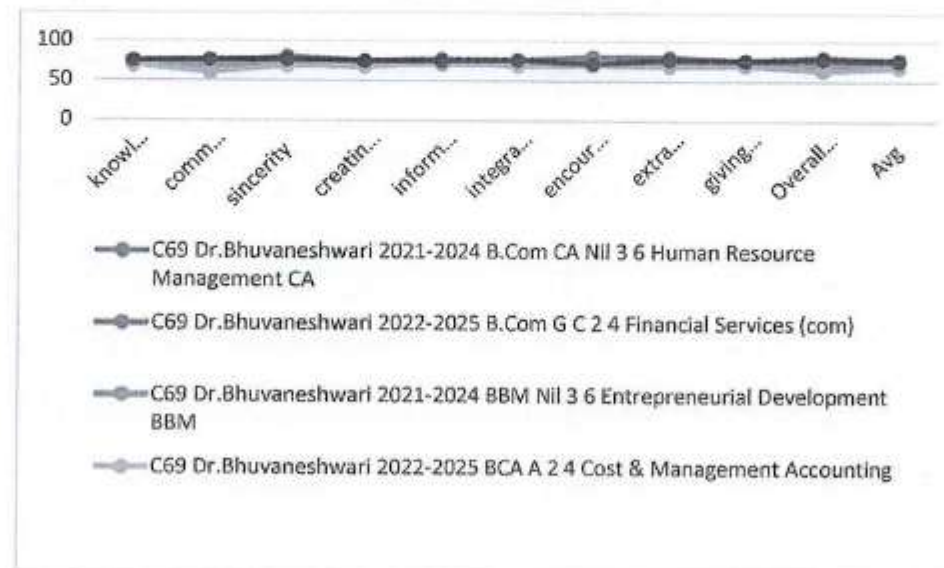 100
50
0
knowl...
comm...
sincerity
creatin...
inform...
integra...
encour...
extra...
giving...
Overall...
Avg
C69 Dr.Bhuvaneshwari 2021-2024 B.Com CA Nil 3 6 Human Resource
Management CA
C69 Dr.Bhuvaneshwari 2022-2025 B.Com G C 2 4 Financial Services (com)
C69 Dr.Bhuvaneshwari 2021-2024 BBM Nil 3 6 Entrepreneurial Development
BBM
C69 Dr.Bhuvaneshwari 2022-2025 BCA A 2 4 Cost & Management Accounting